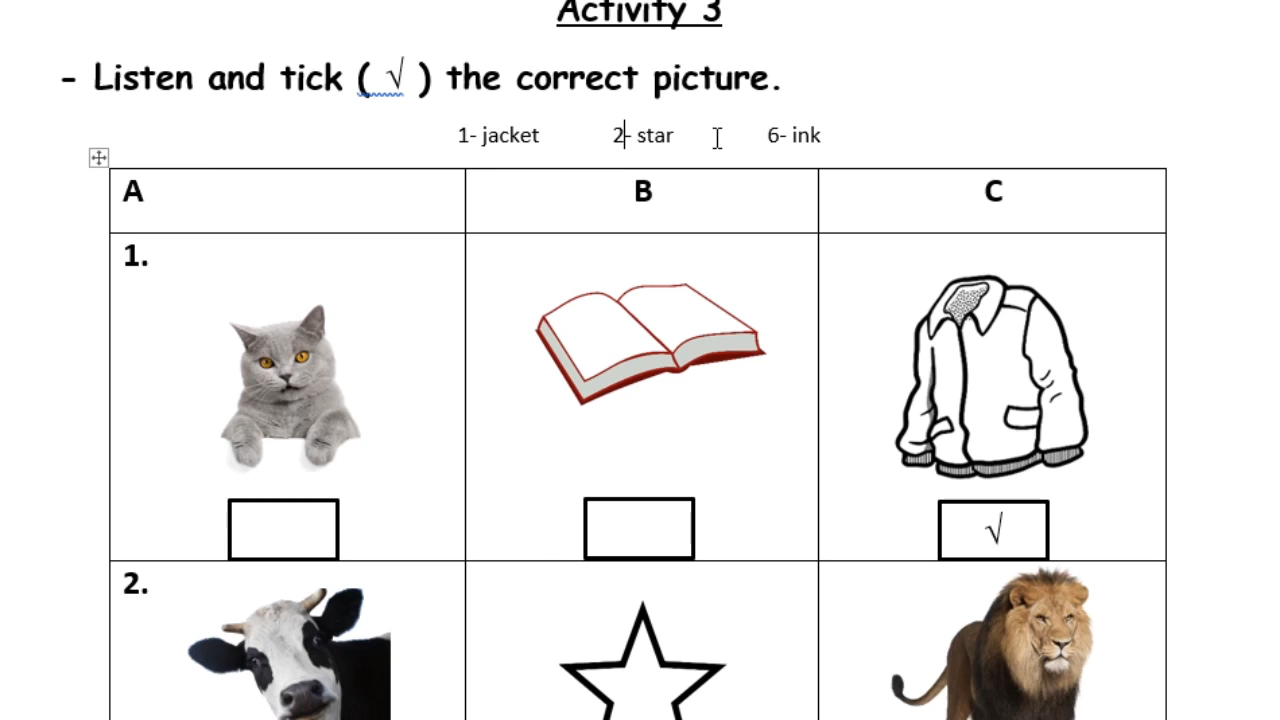 Activity 3
- Listen and tick ( √ ) the correct picture.
1- jacket 2- star 6- ink
A B C
1.
√
2.